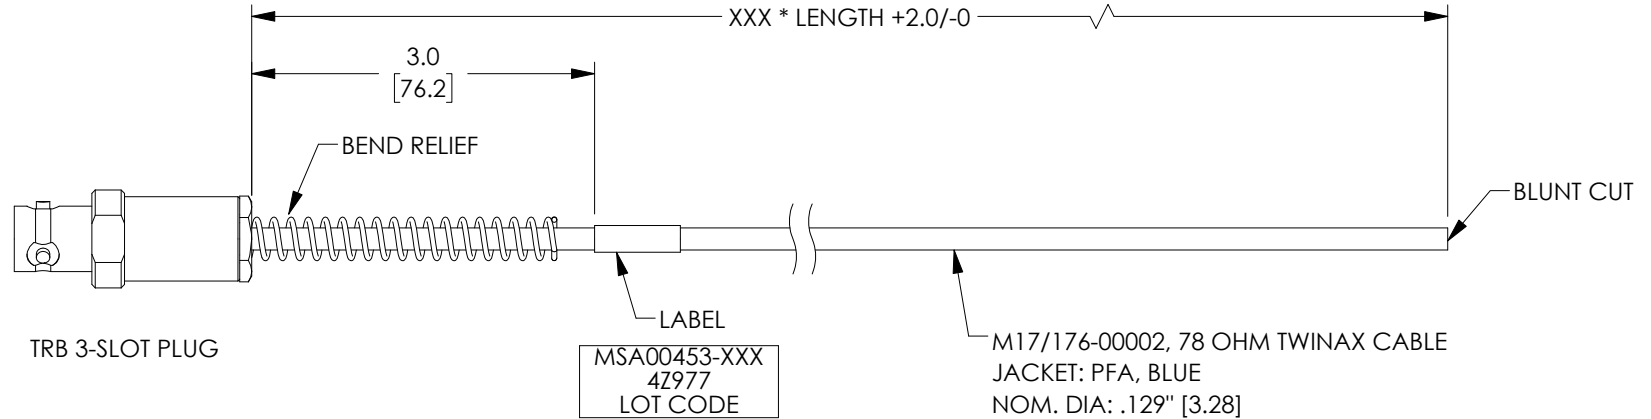 XXX * LENGTH +2.0/-0
3.0
[76.2]
BEND RELIEF
BLUNT CUT
TRB 3-SLOT PLUG
LABEL
MSA00453-XXX
4Z977
LOT CODE
M17/176-00002, 78 OHM TWINAX CABLE
JACKET: PFA, BLUE
NOM. DIA: .129" [3.28]